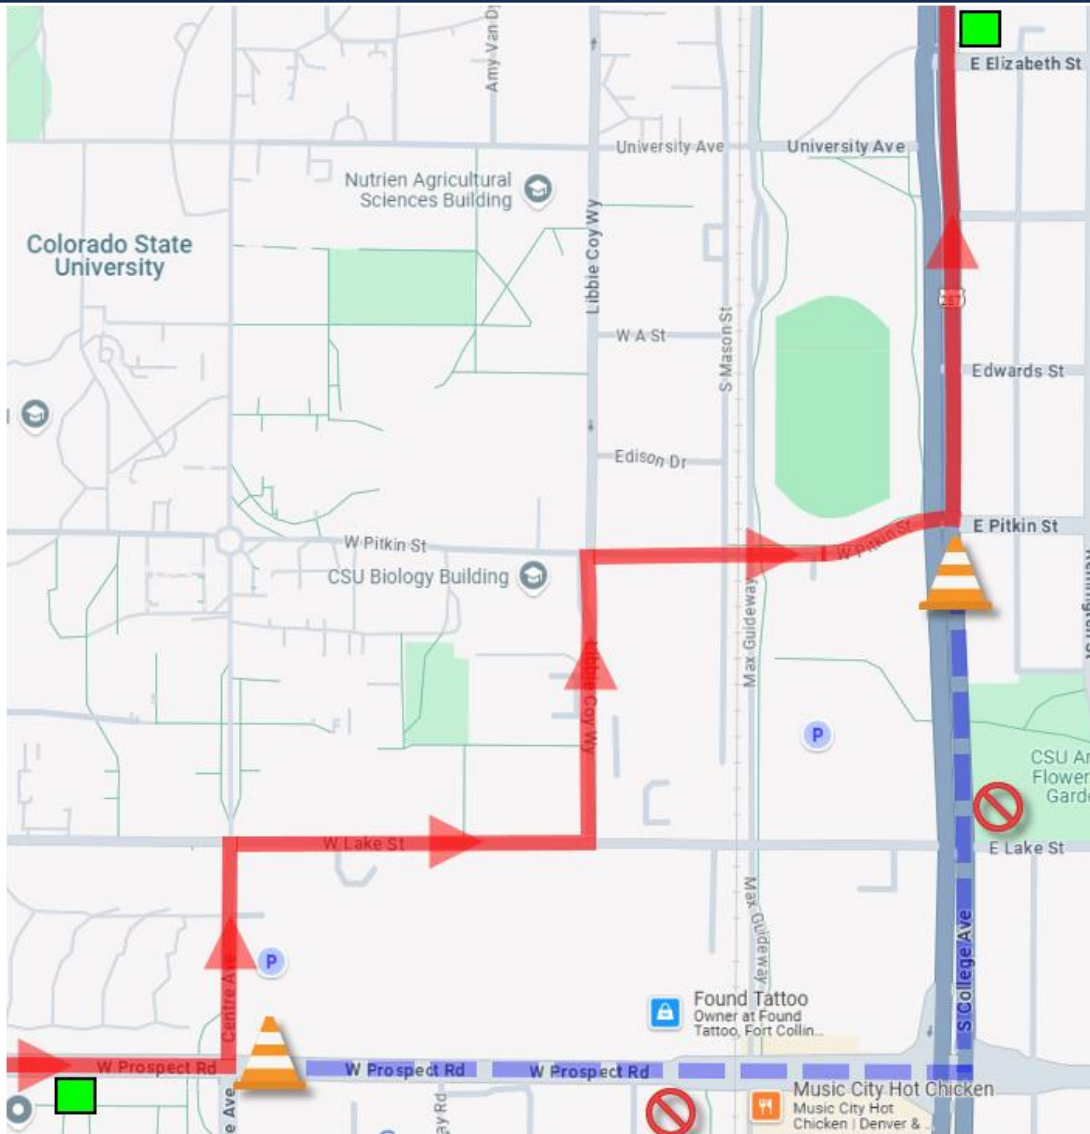 Amy Van D
E Elizabeth St
University Ave
University Ave
Nutrien Agricultural
Sciences Building
Libbie Coy Wy
Colorado State
University
287
W A St
S Mason St
Edwards St
Edison Dr
W Pitkin St
W Pitkin St
E Pitkin St
CSU Biology Building
Max Guideway
Libbie Coy Wy
P
CSU Ar
Flower
Garde
W Lake St
E Lake St
Max Guideway
S College Ave
P
Centre Ave
Found Tattoo
Owner at Found
Tattoo, Fort Collin...
W Prospect Rd
W Prospect Rd
W Prospect Rd
Music City Hot Chicken
Music City Hot
Chicken | Denver & ..
e Ave
ay Rd